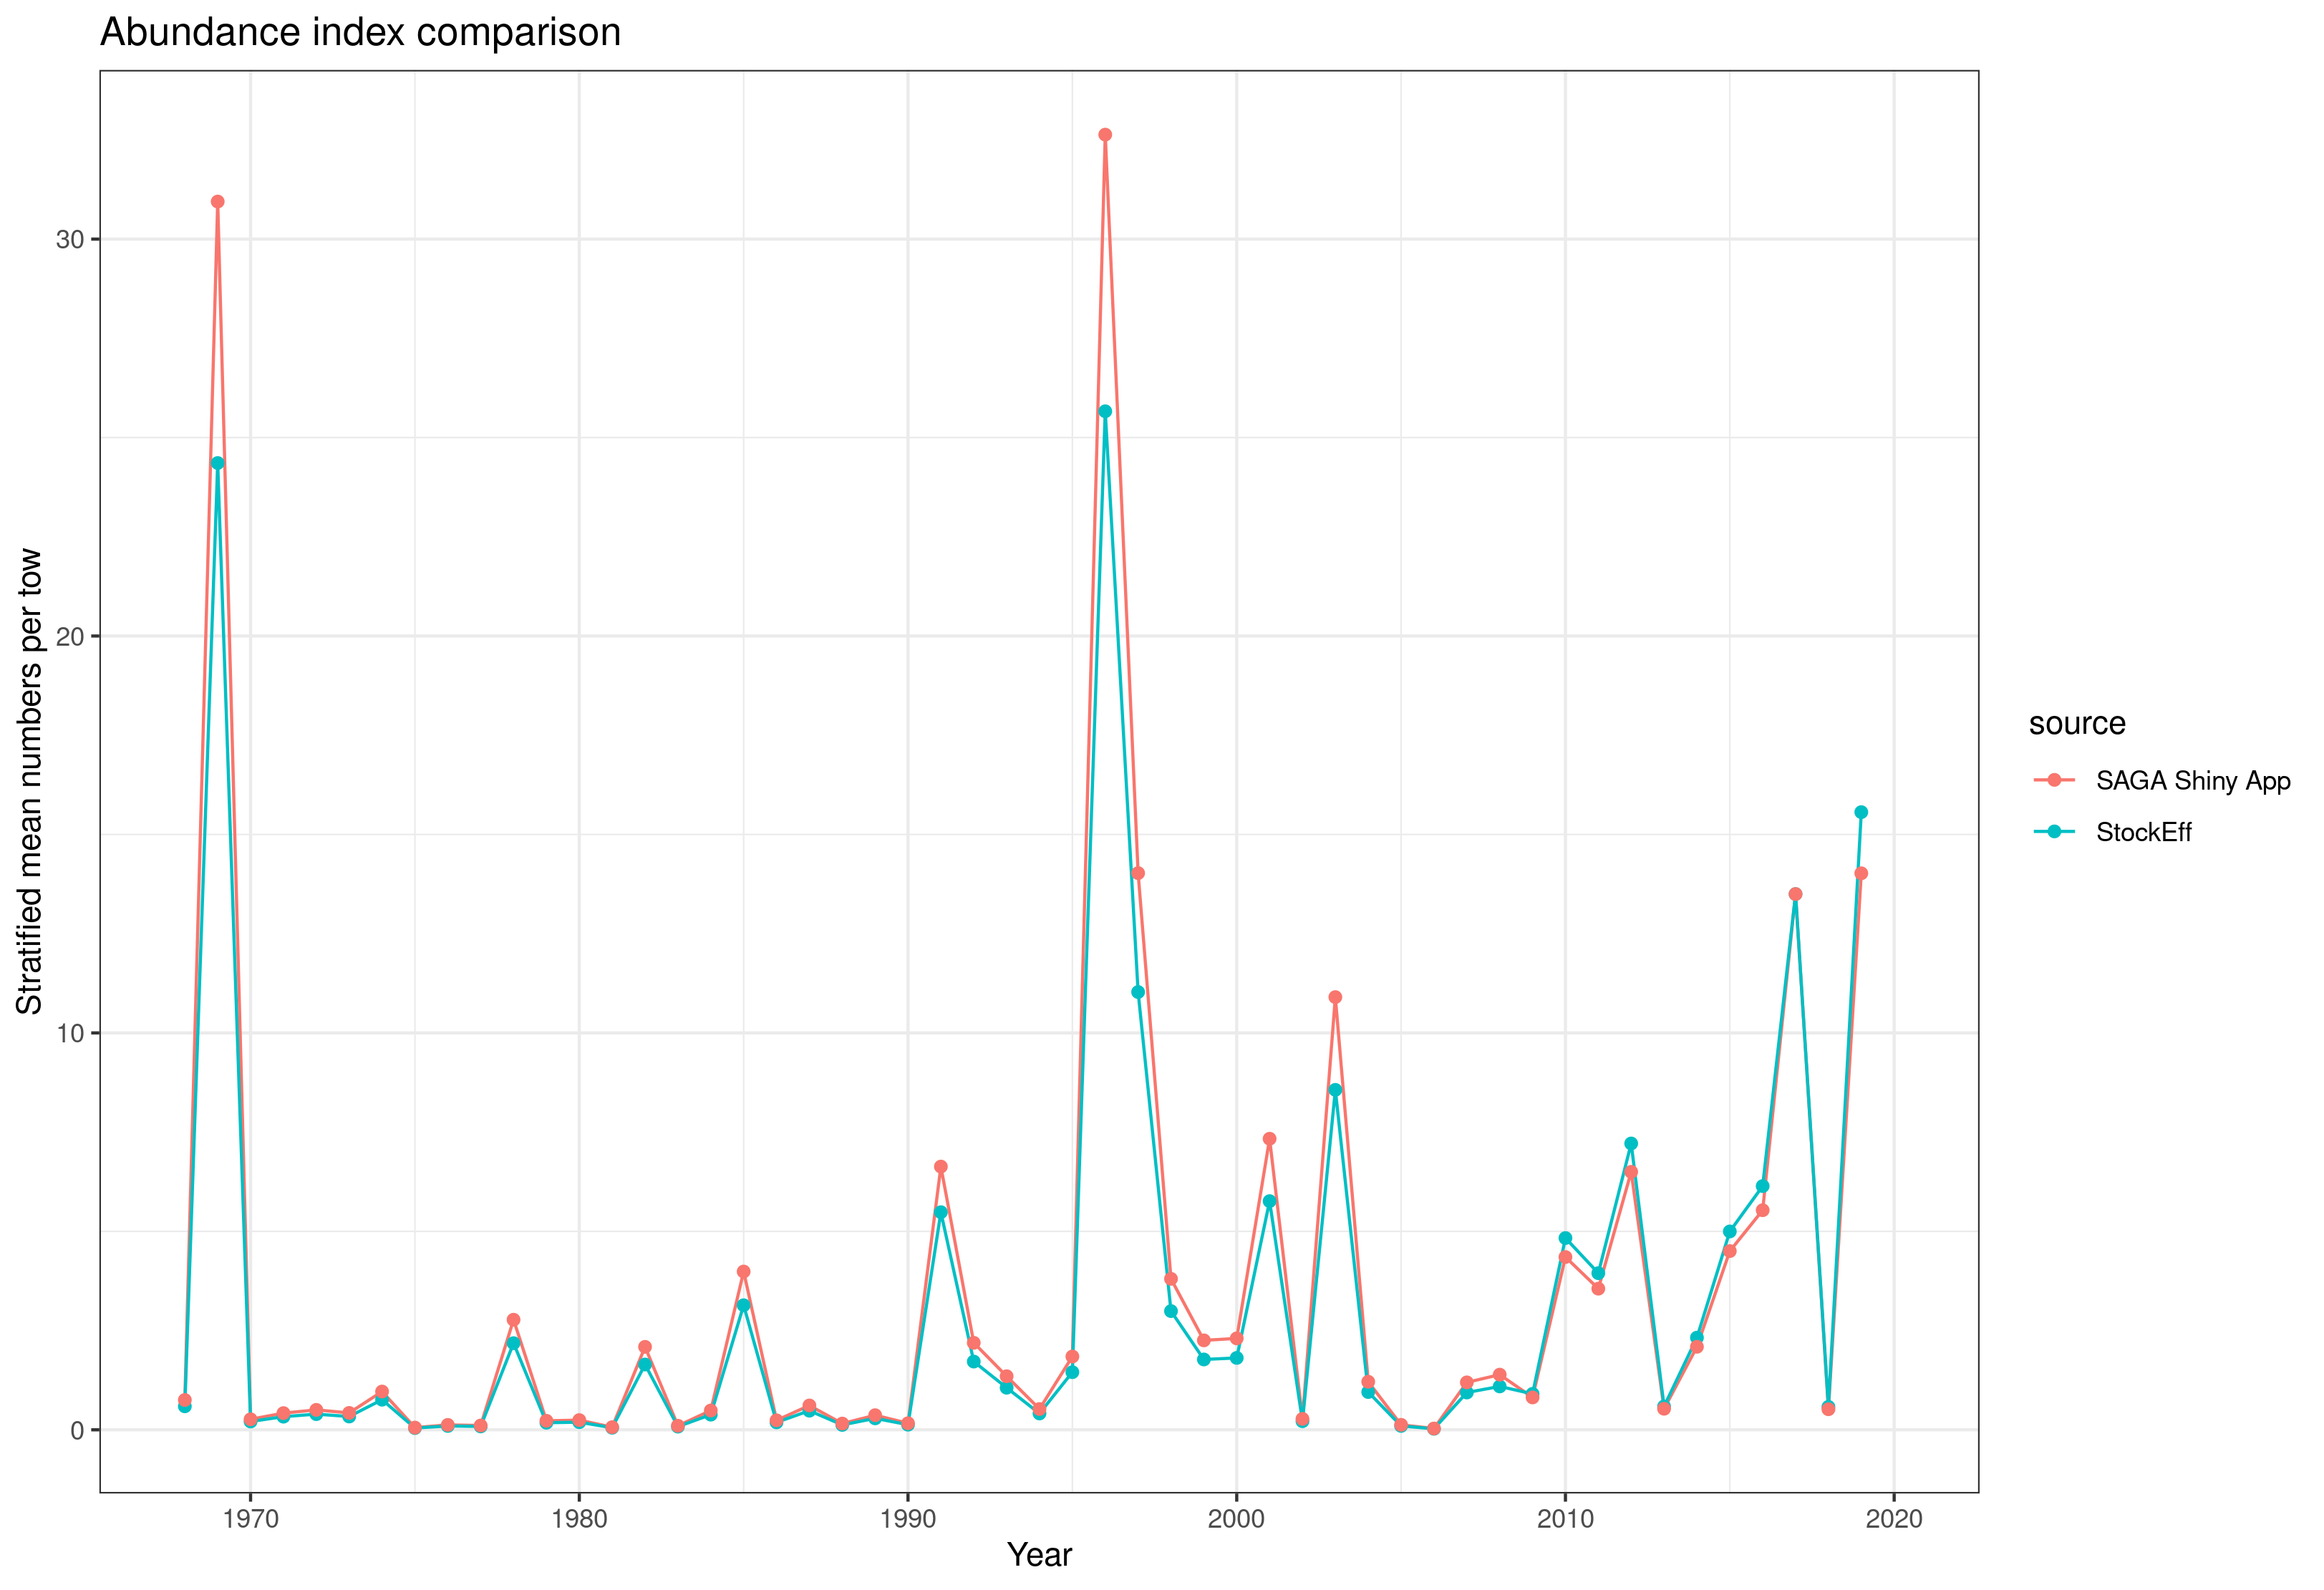 Abundance index comparison
Stratified mean numbers per tow
30
20
10
0
1970
1980
1990
2000
2010
2020
Year
source
SAGA Shiny App
StockEff